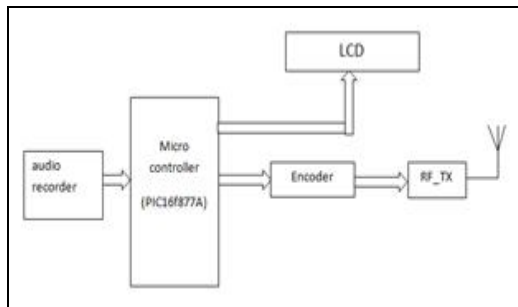 LCD
Micro
controller
(PIC16f877A)
audio
recorder
Encoder
RF_TX